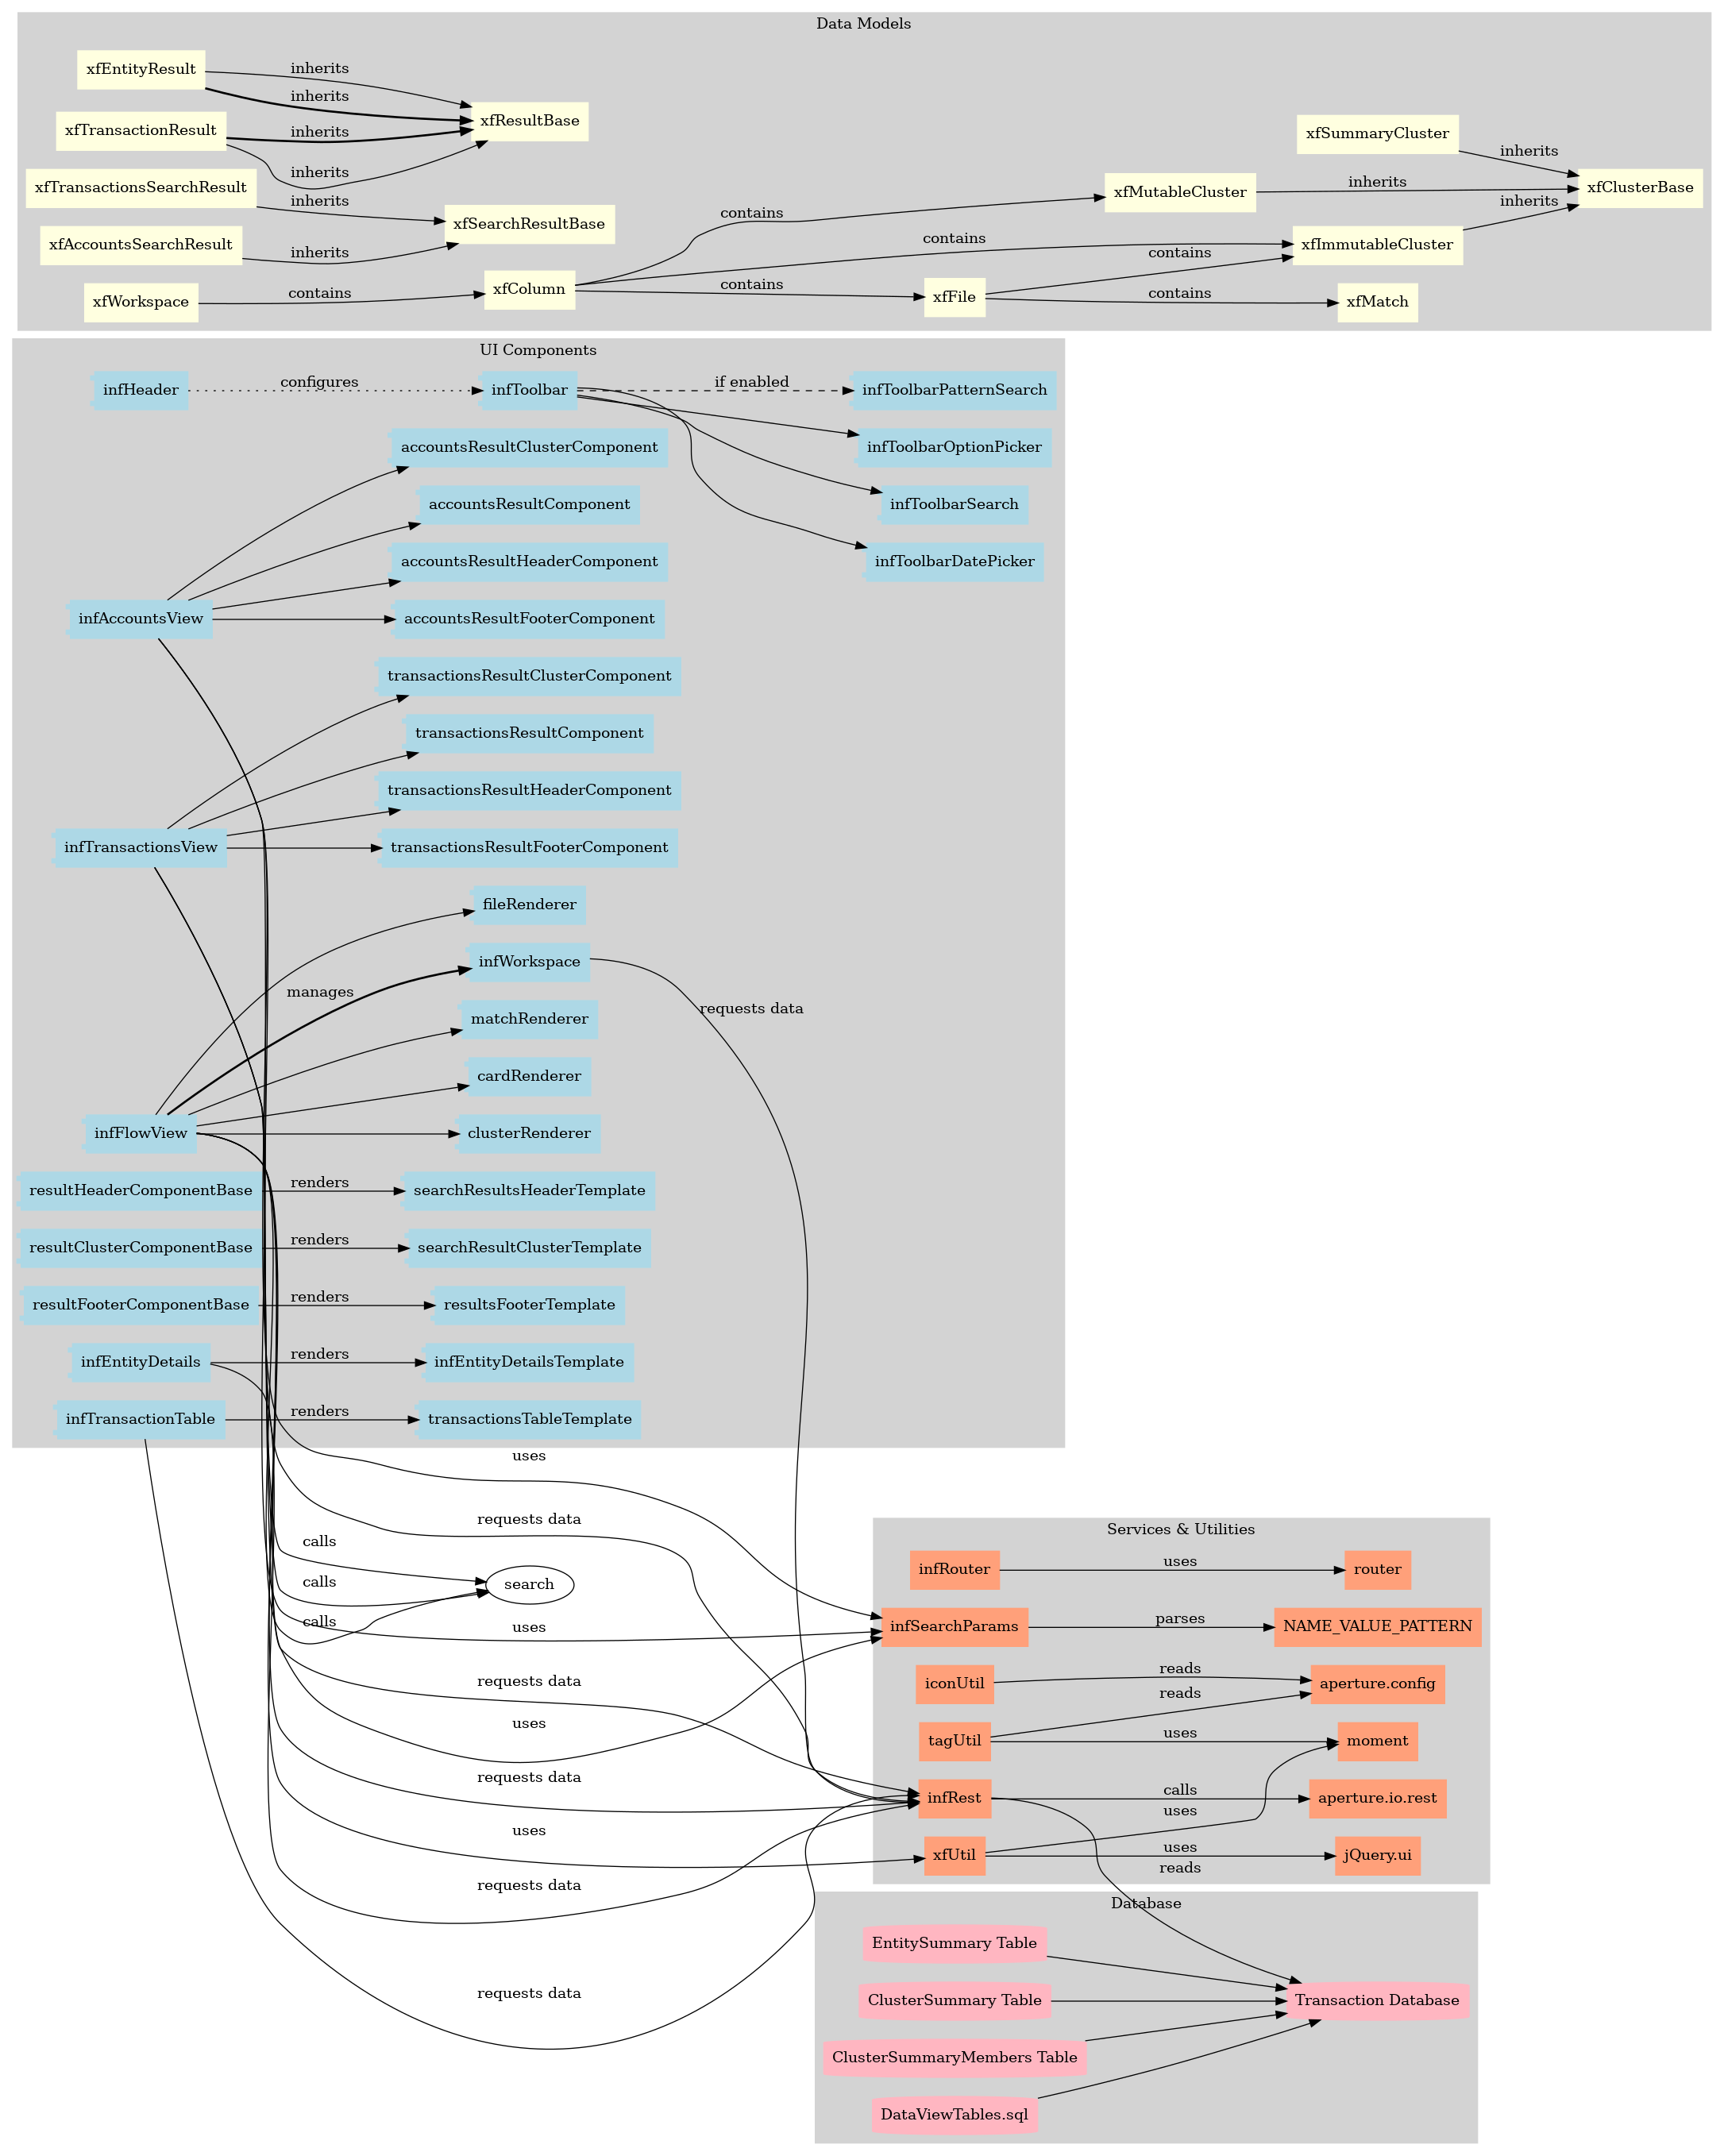 Data Models
xfEntityResult
inherits
inherits
xfResultBase
xfTransactionResult
inherits
inherits
xfTransactionsSearchResult
inherits
xfSearchResultBase
xfAccountsSearchResult
inherits
xfWorkspace
contains
xfColumn
contains
contains
contains
xfFile
xfMutableCluster
contains
contains
inherits
xfSummaryCluster
xfImmutableCluster
xfMatch
inherits
inherits
xfClusterBase
UI Components
infHeader
configures
infToolbar
if enabled
infToolbarPatternSearch
infToolbarOptionPicker
infToolbarSearch
infToolbarDatePicker
accountsResultClusterComponent
accountsResultComponent
accountsResultHeaderComponent
infAccountsView
accountsResultFooterComponent
transactionsResultClusterComponent
transactionsResultComponent
transactionsResultHeaderComponent
infTransactionsView
transactionsResultFooterComponent
fileRenderer
manages
infWorkspace
requests data
matchRenderer
cardRenderer
infFlowView
clusterRenderer
resultHeaderComponentBase
renders
searchResultsHeaderTemplate
resultClusterComponentBase
renders
searchResultClusterTemplate
resultFooterComponentBase
renders
resultsFooterTemplate
infEntityDetails
renders
infEntityDetailsTemplate
infTransactionTable
renders
transactionsTableTemplate
uses
requests data
calls
calls
calls
search
uses
requests data
uses
requests data
uses
requests data
requests data
Services & Utilities
infRouter
uses
router
infSearchParams
parses
NAME_VALUE_PATTERN
iconUtil
reads
aperture.config
reads
tagUtil
uses
moment
infRest
calls
aperture.io.rest
uses
xfUtil
uses
jQuery.ui
reads
Database
EntitySummary Table
ClusterSummary Table
Transaction Database
ClusterSummaryMembers Table
DataViewTables.sql